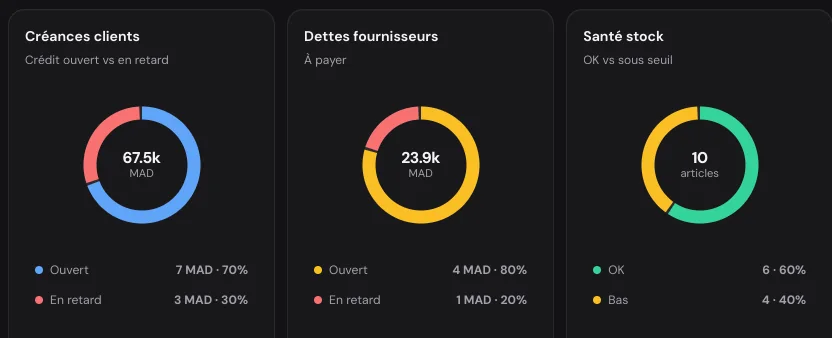 Créances clients
Crédit ouvert vs en retard
67.5k
MAD
Ouvert 7 MAD · 70%
En retard 3 MAD · 30%
Dettes fournisseurs
À payer
23.9k
MAD
Ouvert 4 MAD · 80%
En retard 1 MAD · 20%
Santé stock
OK vs sous seuil
10
articles
OK 6 · 60%
Bas 4 · 40%